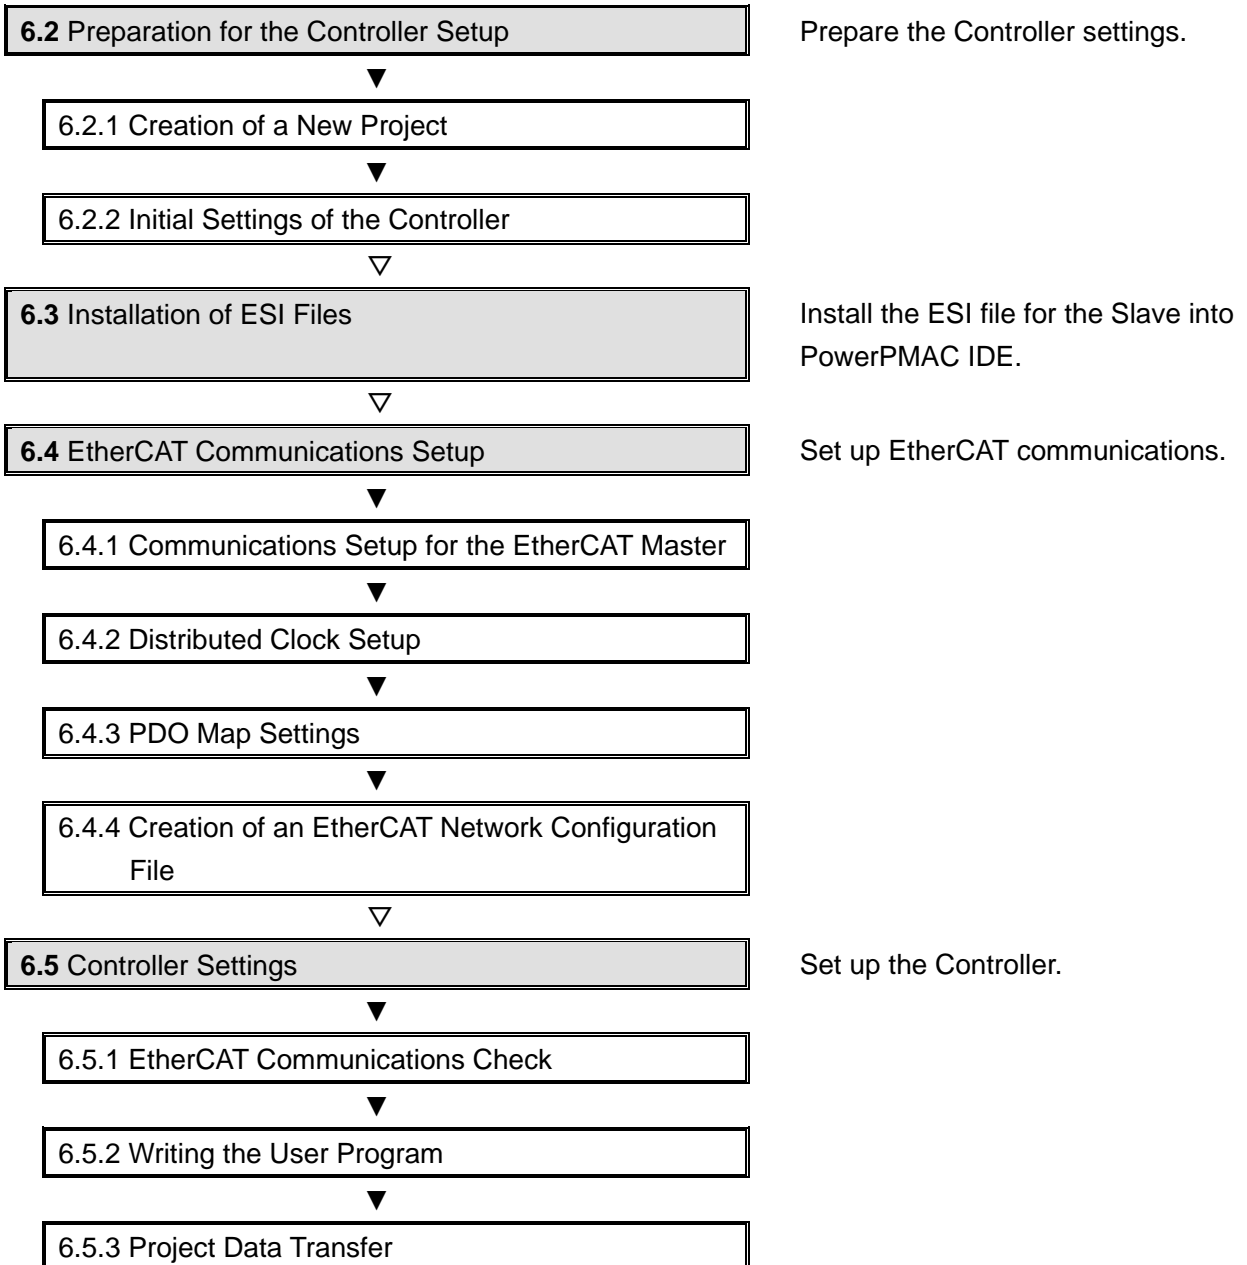 6.2 Preparation for the Controller Setup
Prepare the Controller settings.
▼
6.2.1 Creation of a New Project
▼
6.2.2 Initial Settings of the Controller
▽
6.3 Installation of ESI Files
Install the ESI file for the Slave into
PowerPMAC IDE.
▽
6.4 EtherCAT Communications Setup
Set up EtherCAT communications.
▼
6.4.1 Communications Setup for the EtherCAT Master
▼
6.4.2 Distributed Clock Setup
▼
6.4.3 PDO Map Settings
▼
6.4.4 Creation of an EtherCAT Network Configuration
File
▽
6.5 Controller Settings
Set up the Controller.
▼
6.5.1 EtherCAT Communications Check
▼
6.5.2 Writing the User Program
▼
6.5.3 Project Data Transfer